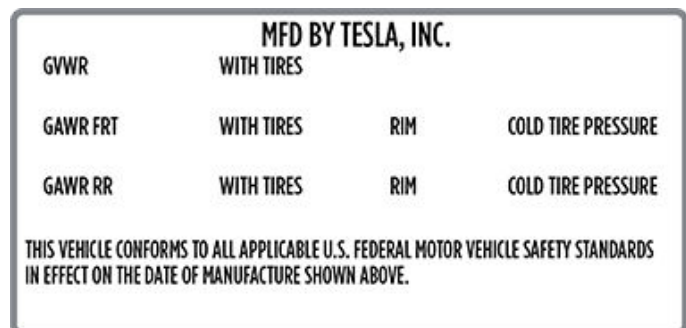 MFD BY TESLA, INC.
GVWR WITH TIRES
GAWR FRT WITH TIRES RIM COLD TIRE PRESSURE
GAWR RR WITH TIRES RIM COLD TIRE PRESSURE
THIS VEHICLE CONFORMS TO ALL APPLICABLE U.S. FEDERAL MOTOR VEHICLE SAFETY STANDARDS
IN EFFECT ON THE DATE OF MANUFACTURE SHOWN ABOVE.